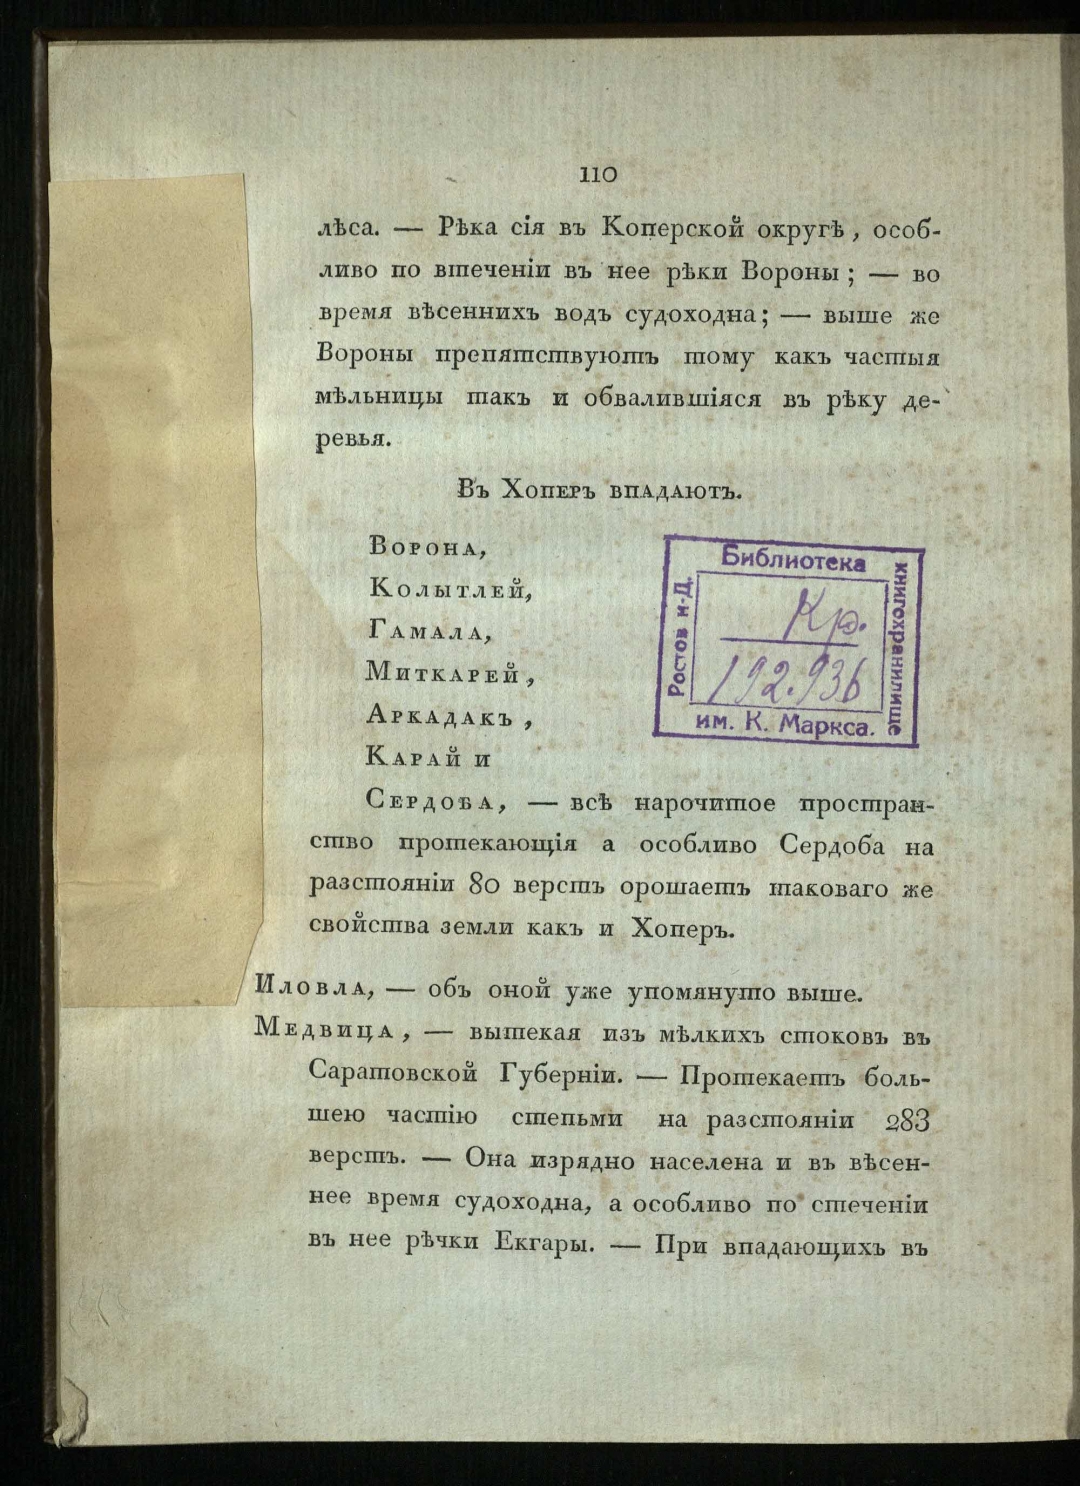 110
лѣса. — Рѣка сія въ Коперской округѣ, особ-
ливо по втеченіи въ нее рѣки Вороны; — во
время вѣсеннихъ водъ судоходна; — выше же
Вороны препятствуютъ тому какъ частыя
мѣльницы такъ и обвалившіяся въ рѣку де-
ревья.
Въ Хоперъ впадаютъ.
Ворона,
Колытлей,
Гамала,
Миткарей,
Аркадакъ,
Карай и
Сердоба, — всѣ нарочитое простран-
ство протекающія а особливо Сердоба на
разстояніи 80 верстъ орошаетъ таковаго же
свойства земли какъ и Хоперъ.
Иловла, — объ оной уже упомянуто выше.
Медвица, — вытекая изъ мѣлкихъ стоковъ въ
Саратовской Губерніи. — Протекаетъ боль-
шею частію степьми на разстояніи 283
верстъ. — Она изрядно населена и въ вѣсен-
нее время судоходна, а особливо по стеченіи
въ нее рѣчки Екгары. — При впадающихъ въ
Библиотека
Ростов н-Д.
Кр.
192.936
книгохранилище
им. К. Маркса.